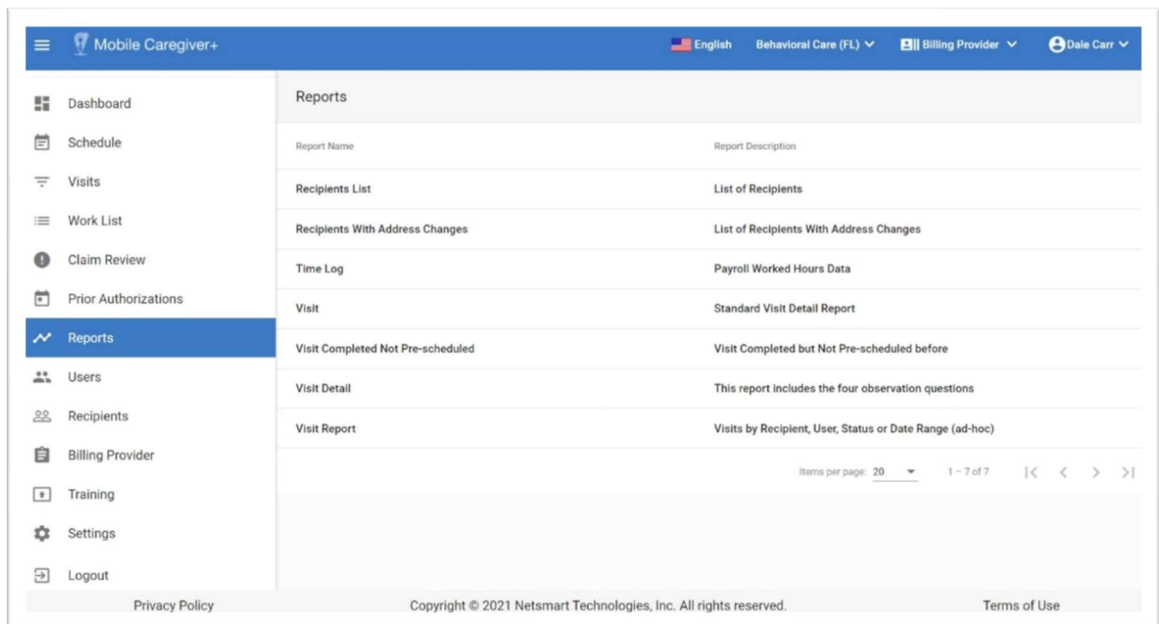 Mobile Caregiver+
English Behavioral Care (FL) Billing Provider Dale Carr
Dashboard
Schedule
Visits
Work List
Claim Review
Prior Authorizations
Reports
Users
Recipients
Billing Provider
Training
Settings
Logout
Reports
Report Name Report Description
Recipients List List of Recipients
Recipients With Address Changes List of Recipients With Address Changes
Time Log Payroll Worked Hours Data
Visit Standard Visit Detail Report
Visit Completed Not Pre-scheduled Visit Completed but Not Pre-scheduled before
Visit Detail This report includes the four observation questions
Visit Report Visits by Recipient, User, Status or Date Range (ad-hoc)
Items per page: 20 1 – 7 of 7
Privacy Policy Copyright © 2021 Netsmart Technologies, Inc. All rights reserved. Terms of Use